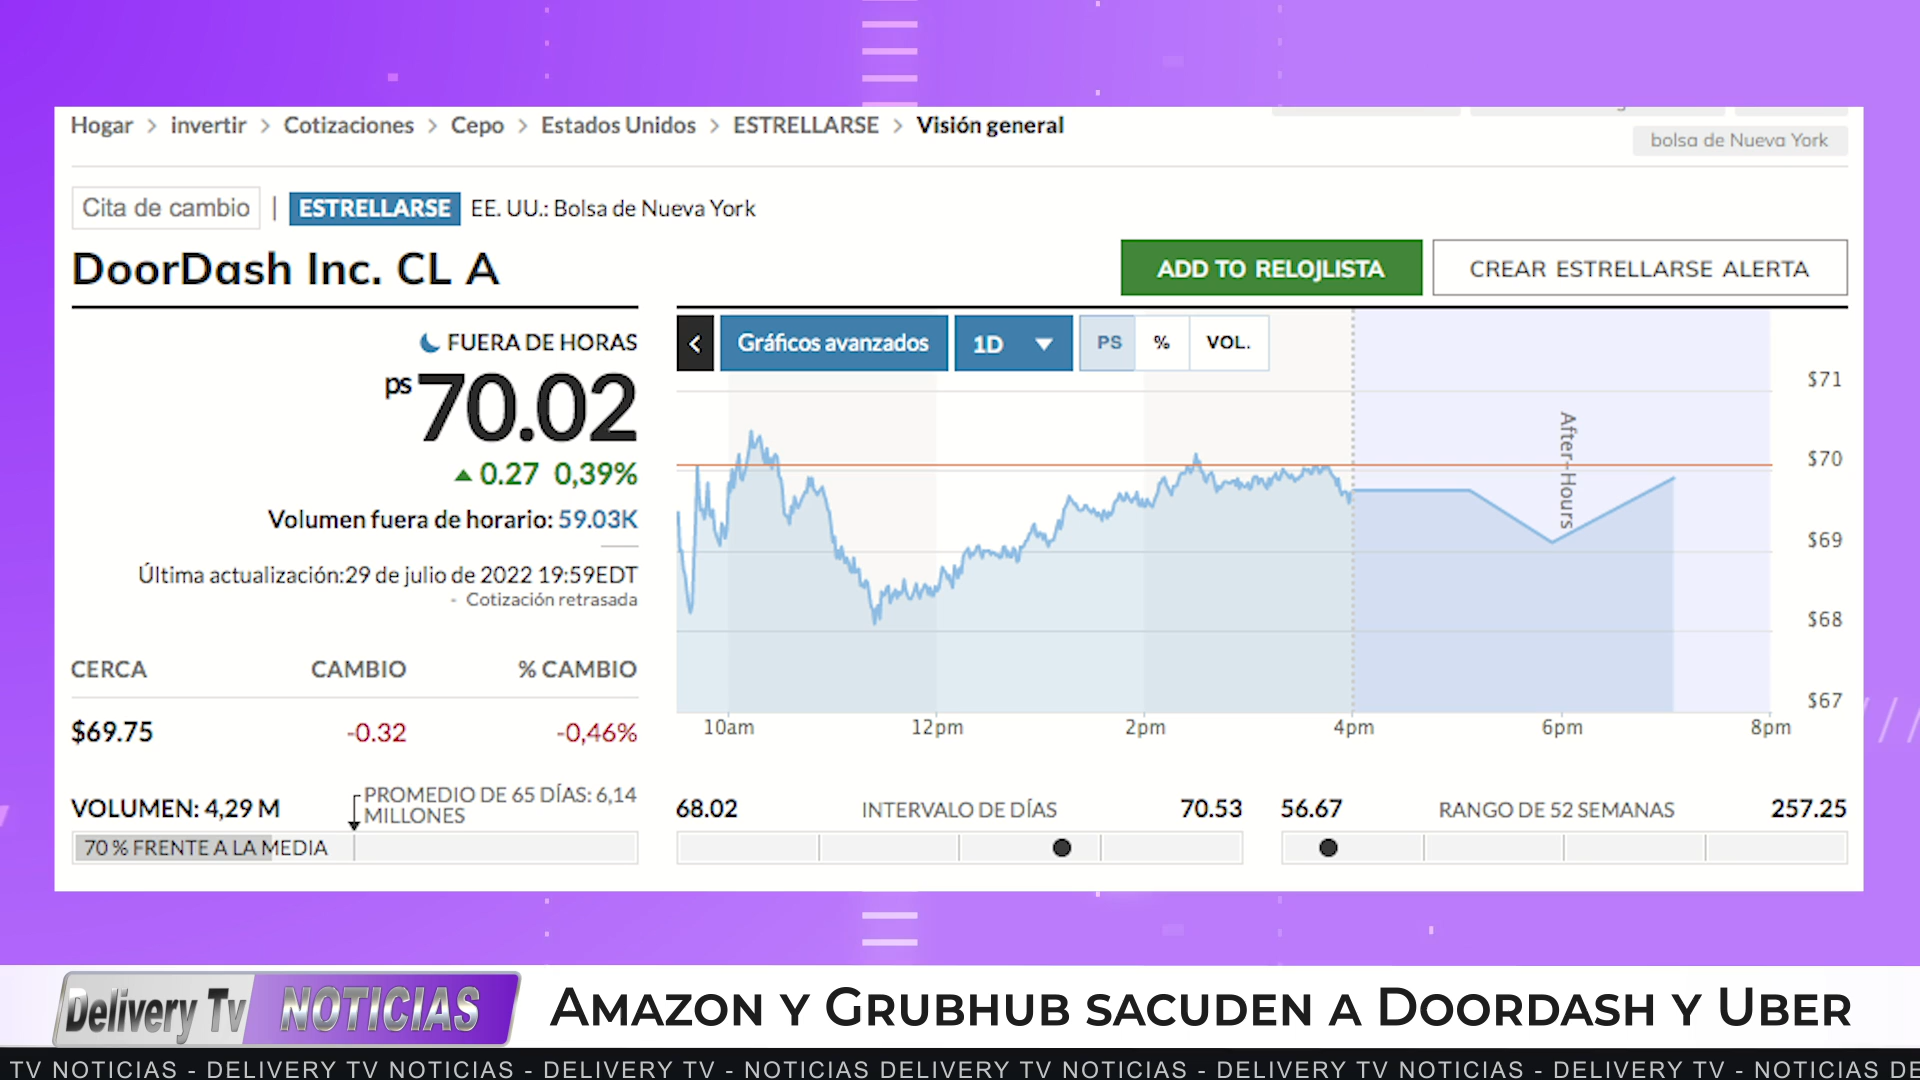 Hogar > invertir > Cotizaciones > Cepo > Estados Unidos > ESTRELLARSE > Visión general
bolsa de Nueva York
Cita de cambio | ESTRELLARSE EE. UU.: Bolsa de Nueva York
DoorDash Inc. CL A
ADD TO RELOJLISTA
CREAR ESTRELLARSE ALERTA
FUERA DE HORAS
ps 70.02
0.27 0,39%
Volumen fuera de horario: 59.03K
Última actualización:29 de julio de 2022 19:59EDT
- Cotización retrasada
CERCA CAMBIO % CAMBIO
$69.75 -0.32 -0,46%
VOLUMEN: 4,29 M
PROMEDIO DE 65 DÍAS: 6,14
MILLONES
70 % FRENTE A LA MEDIA
< Gráficos avanzados 1D PS % VOL.
$71
$70
$69
$68
$67
After-Hours
10am 12pm 2pm 4pm 6pm 8pm
68.02 INTERVALO DE DÍAS 70.53
56.67 RANGO DE 52 SEMANAS 257.25
Delivery Tv NOTICIAS
AMAZON Y GRUBHUB SACUDEN A DOORDASH Y UBER
TV NOTICIAS - DELIVERY TV NOTICIAS - DELIVERY TV - NOTICIAS DELIVERY TV - NOTICIAS - DELIVERY TV - NOTICIAS DE